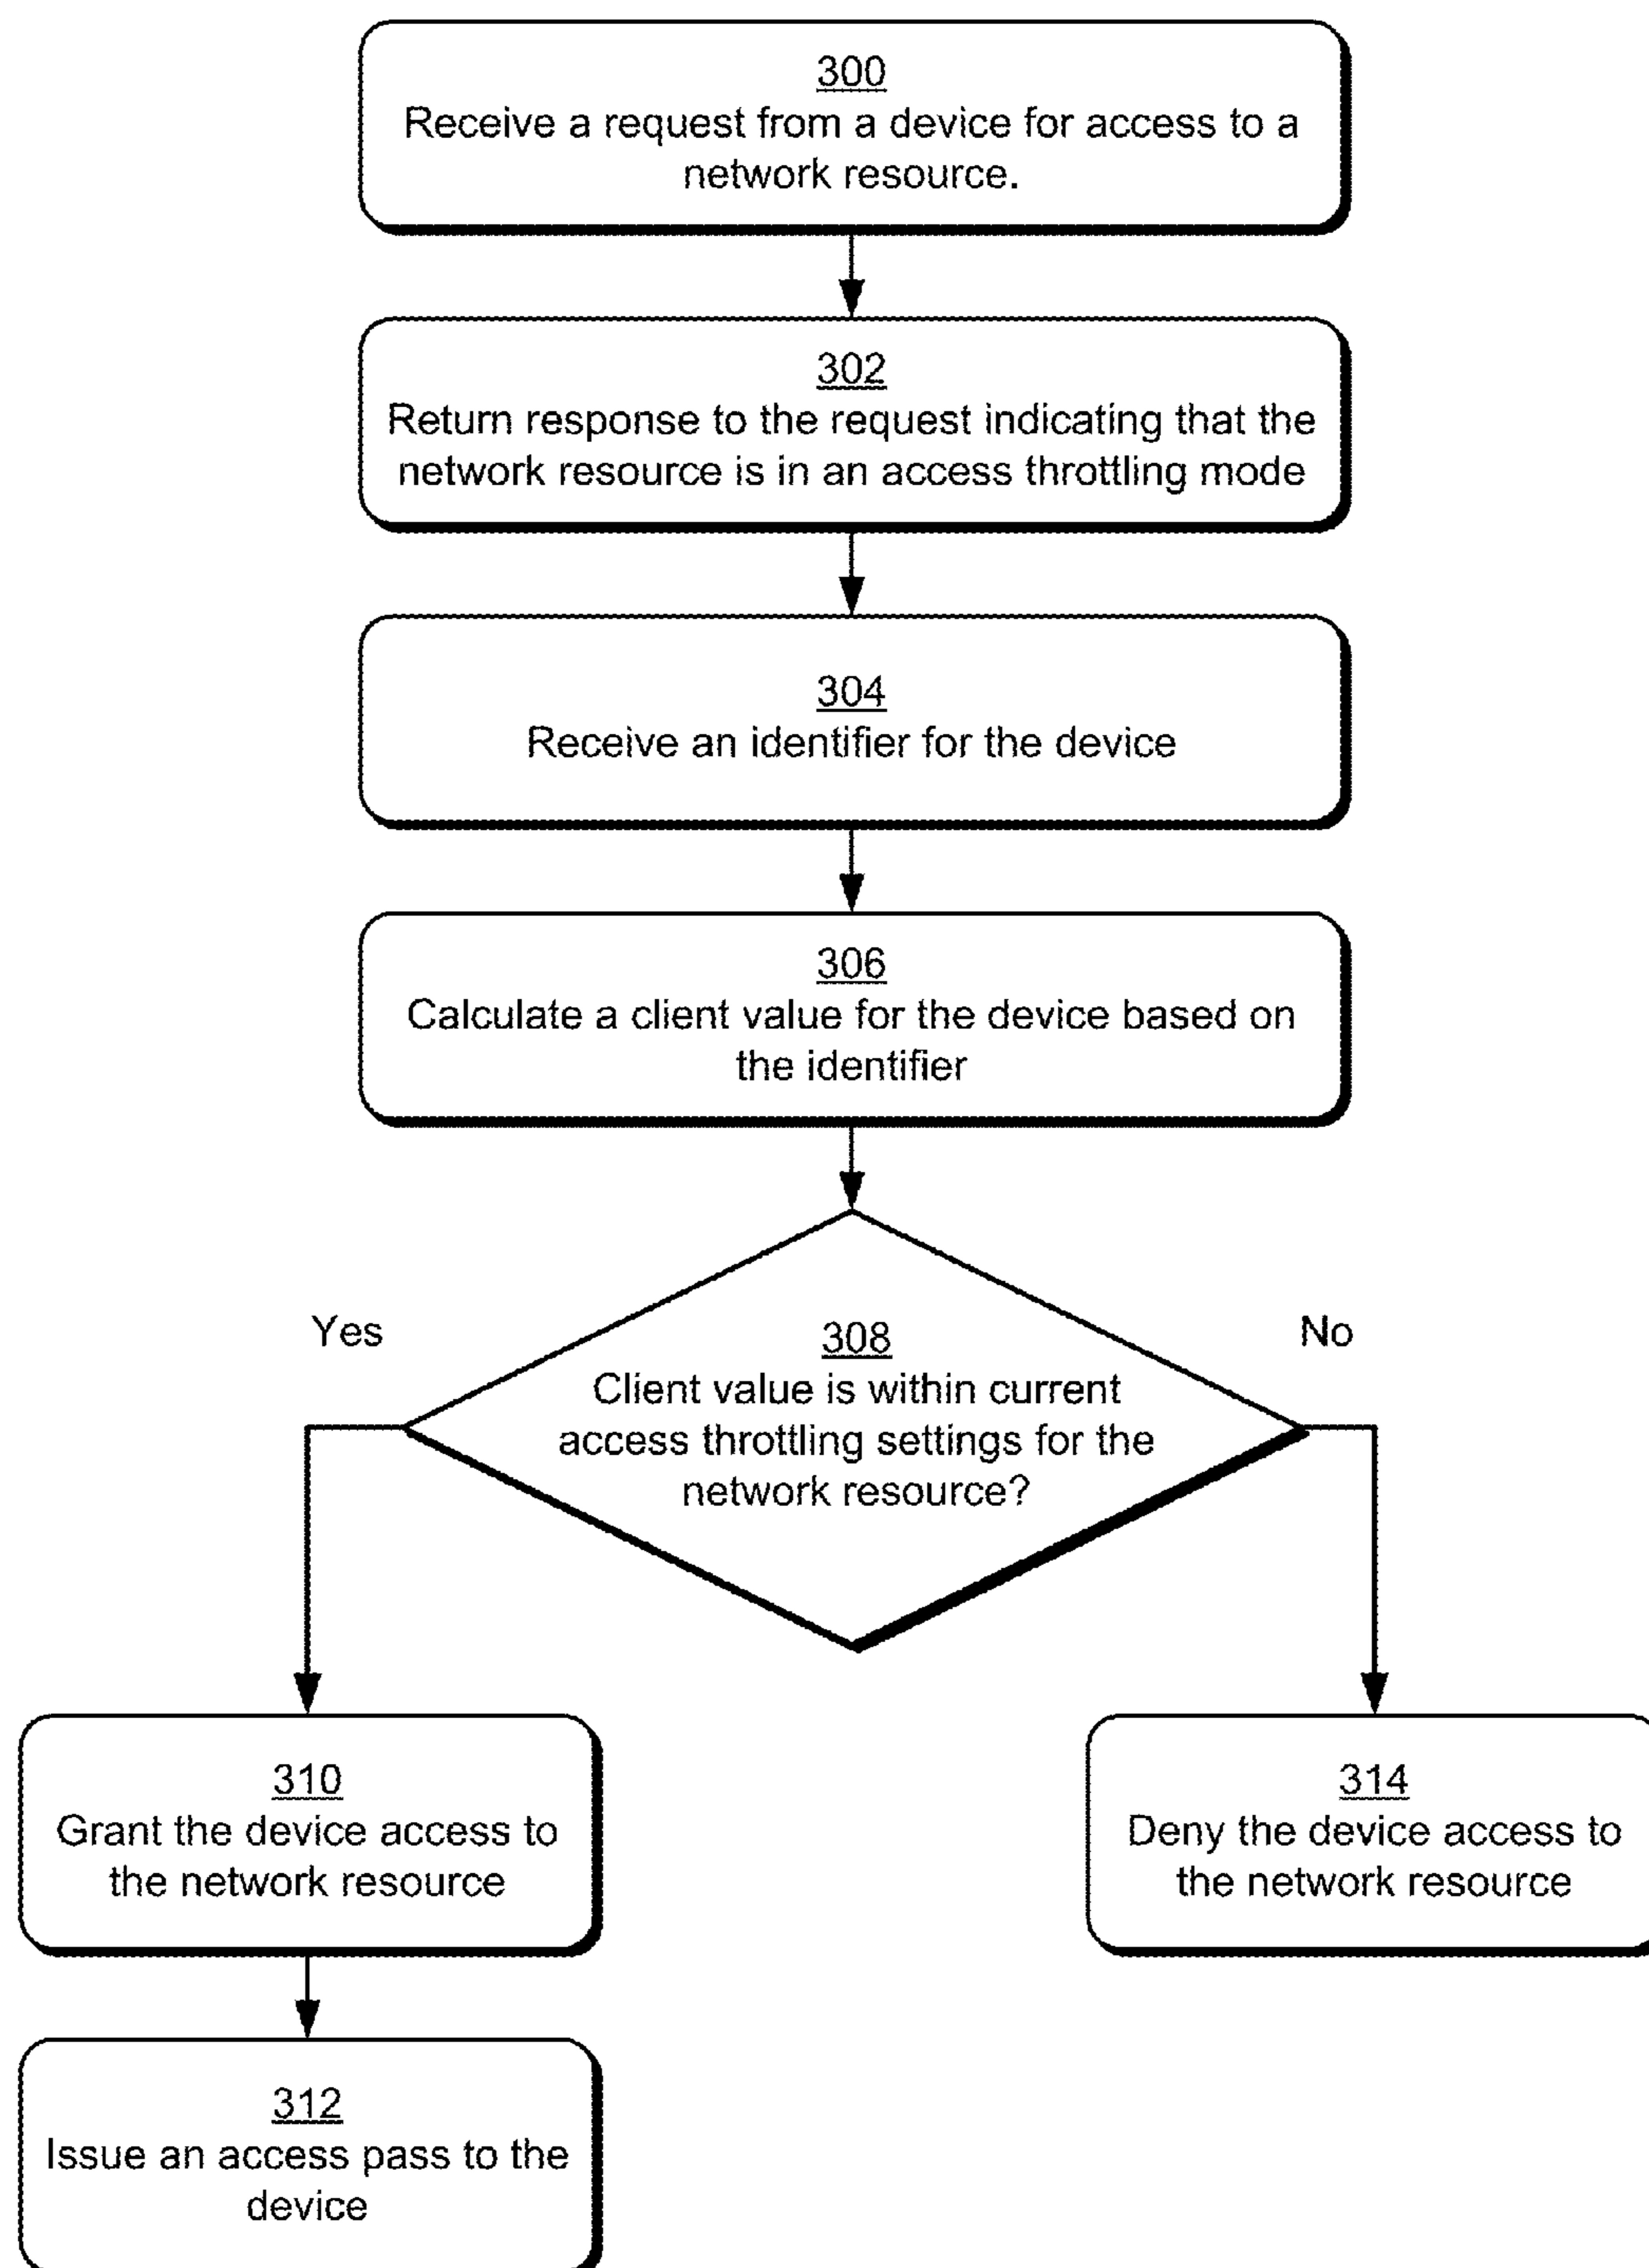 300
Receive a request from a device for access to a
network resource.
302
Return response to the request indicating that the
network resource is in an access throttling mode
304
Receive an identifier for the device
306
Calculate a client value for the device based on
the identifier
Yes
No
308
Client value is within current
access throttling settings for the
network resource?
310
Grant the device access to
the network resource
314
Deny the device access to
the network resource
312
Issue an access pass to the
device